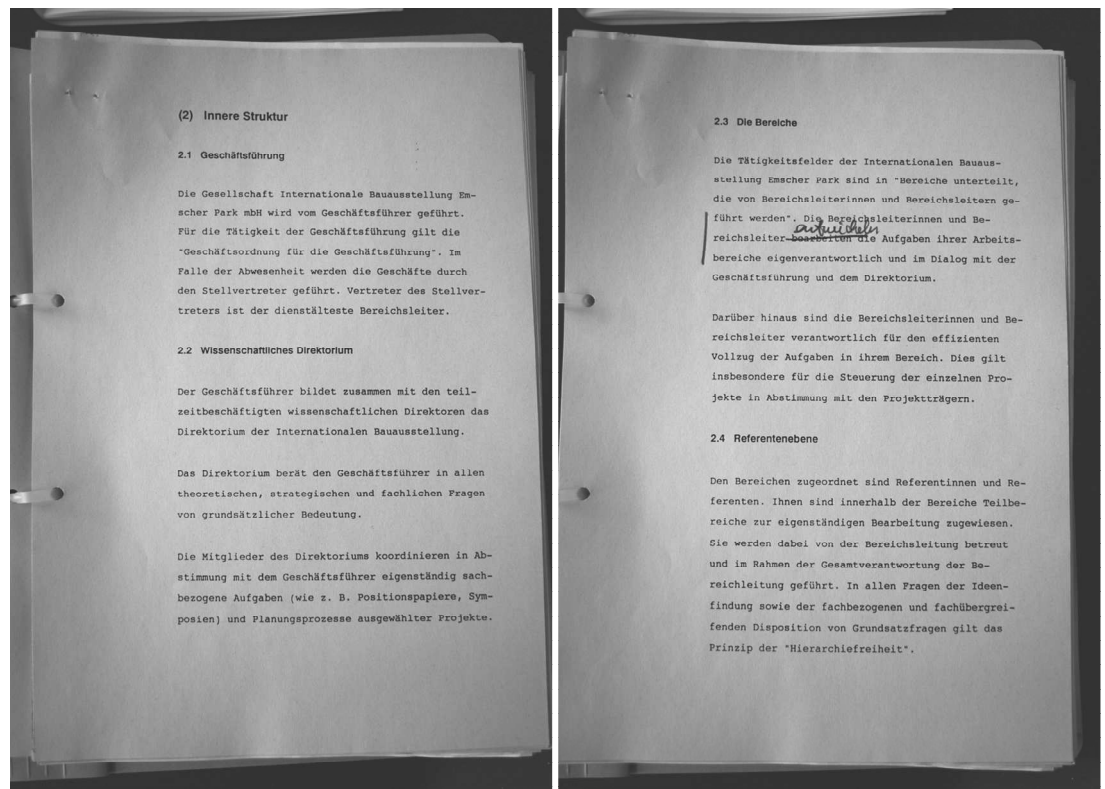 (2) Innere Struktur
2.1 Geschäftsführung
Die Gesellschaft Internationale Bauausstellung Em-
scher Park mbH wird vom Geschäftsführer geführt.
Für die Tätigkeit der Geschäftsführung gilt die
"Geschäftsordnung für die Geschäftsführung". Im
Falle der Abwesenheit werden die Geschäfte durch
den Stellvertreter geführt. Vertreter des Stellver-
treters ist der dienstälteste Bereichsleiter.
2.2 Wissenschaftliches Direktorium
Der Geschäftsführer bildet zusammen mit den teil-
zeitbeschäftigten wissenschaftlichen Direktoren das
Direktorium der Internationalen Bauausstellung.
Das Direktorium berät den Geschäftsführer in allen
theoretischen, strategischen und fachlichen Fragen
von grundsätzlicher Bedeutung.
Die Mitglieder des Direktoriums koordinieren in Ab-
stimmung mit dem Geschäftsführer eigenständig sach-
bezogene Aufgaben (wie z. B. Positionspapiere, Sym-
posien) und Planungsprozesse ausgewählter Projekte.
2.3 Die Bereiche
Die Tätigkeitsfelder der Internationalen Bauaus-
stellung Emscher Park sind in "Bereiche unterteilt,
die von Bereichsleiterinnen und Bereichsleitern ge-
führt werden". Die Bereichsleiterinnen und Be-
entwickeln
reichsleiter bearbeiten die Aufgaben ihrer Arbeits-
bereiche eigenverantwortlich und im Dialog mit der
Geschäftsführung und dem Direktorium.
Darüber hinaus sind die Bereichsleiterinnen und Be-
reichsleiter verantwortlich für den effizienten
Vollzug der Aufgaben in ihrem Bereich. Dies gilt
insbesondere für die Steuerung der einzelnen Pro-
jekte in Abstimmung mit den Projektträgern.
2.4 Referentenebene
Den Bereichen zugeordnet sind Referentinnen und Re-
ferenten. Ihnen sind innerhalb der Bereiche Teilbe-
reiche zur eigenständigen Bearbeitung zugewiesen.
Sie werden dabei von der Bereichsleitung betreut
und im Rahmen der Gesamtverantwortung der Be-
reichleitung geführt. In allen Fragen der Ideen-
findung sowie der fachbezogenen und fachübergrei-
fenden Disposition von Grundsatzfragen gilt das
Prinzip der "Hierarchiefreiheit".